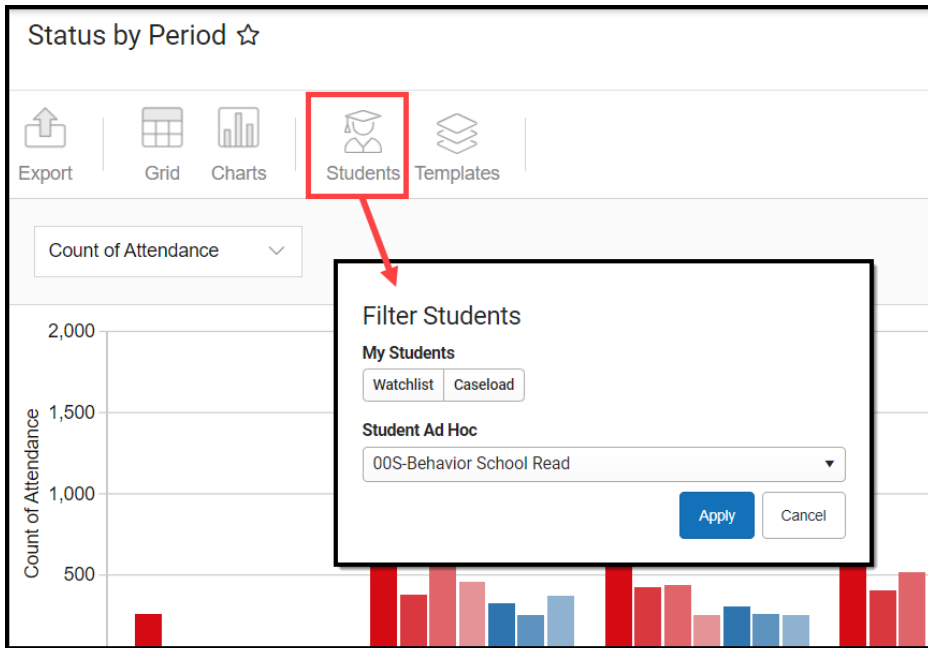 Status by Period
Export Grid Charts Students Templates
Count of Attendance
Filter Students
My Students
Watchlist Caseload
Student Ad Hoc
00S-Behavior School Read
Apply Cancel
2,000
1,500
1,000
500
Count of Attendance